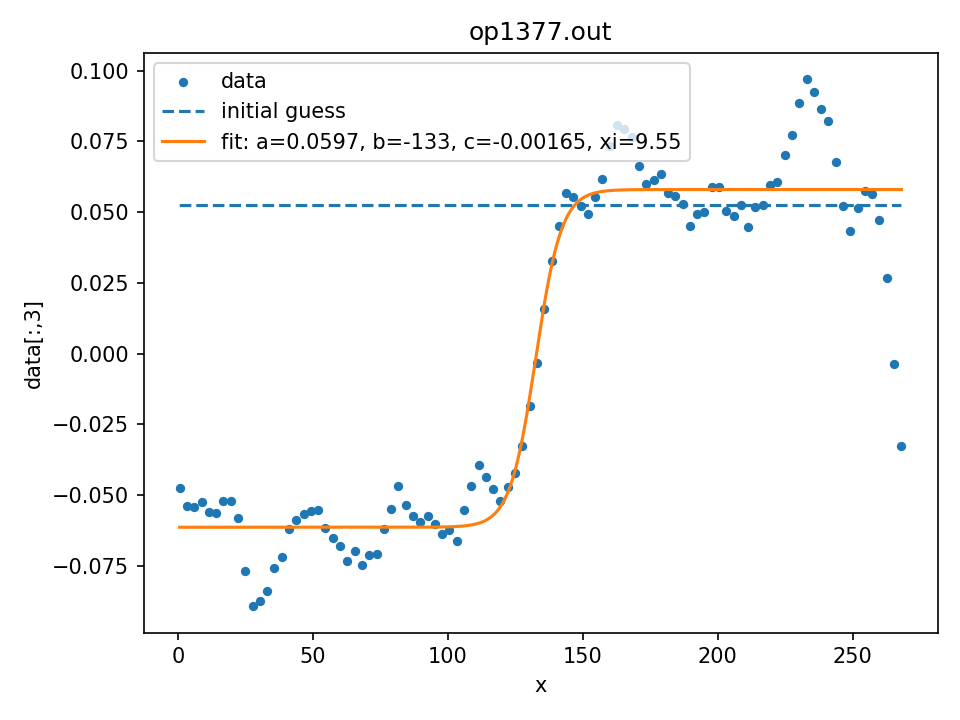 op1377.out
data
initial guess
fit: a=0.0597, b=-133, c=-0.00165, xi=9.55
0.100
0.075
0.050
0.025
0.000
−0.025
−0.050
−0.075
data[:,3]
0 50 100 150 200 250
x